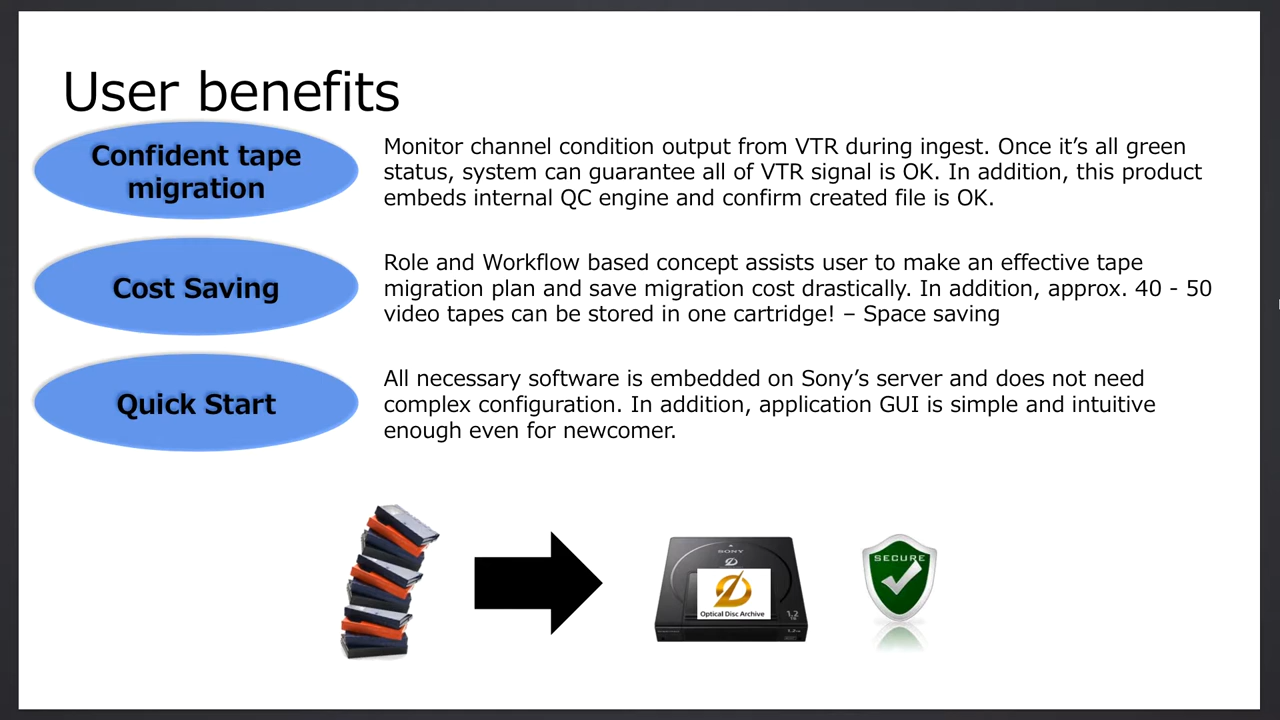 User benefits
Confident tape
migration
Monitor channel condition output from VTR during ingest. Once it’s all green
status, system can guarantee all of VTR signal is OK. In addition, this product
embeds internal QC engine and confirm created file is OK.
Cost Saving
Role and Workflow based concept assists user to make an effective tape
migration plan and save migration cost drastically. In addition, approx. 40 - 50
video tapes can be stored in one cartridge! – Space saving
Quick Start
All necessary software is embedded on Sony’s server and does not need
complex configuration. In addition, application GUI is simple and intuitive
enough even for newcomer.
SONY
Optical Disc Archive
1.2
TB
1.2
SECURE